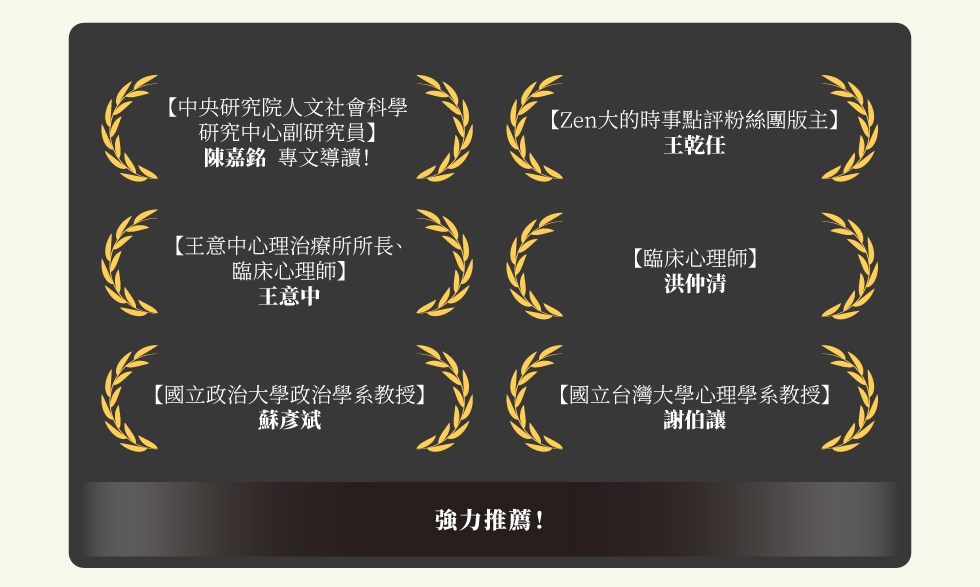 【中央研究院人文社會科學
研究中心副研究員】
陳嘉銘 專文導讀!
【Zen大的時事點評粉絲團版主】
王乾任
【王意中心理治療所所長、
臨床心理師】
王意中
【臨床心理師】
洪仲清
【國立政治大學政治學系教授】
蘇彥斌
【國立台灣大學心理學系教授】
謝伯讓
強力推薦!